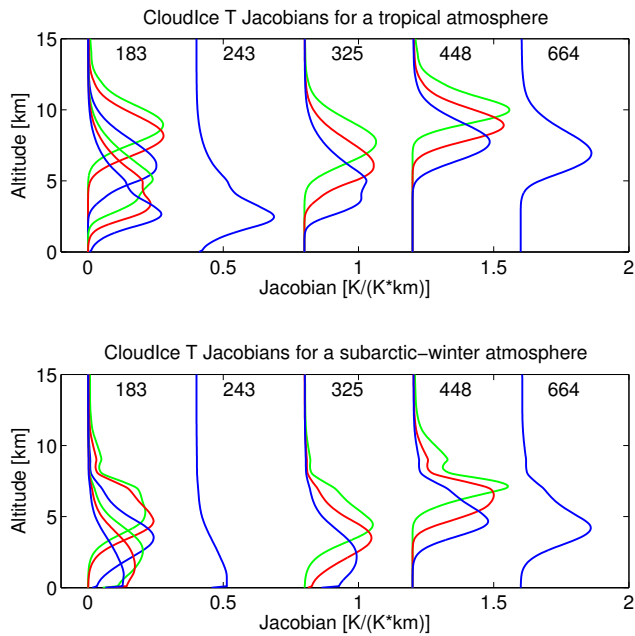 CloudIce T Jacobians for a tropical atmosphere
15
183 243 325 448 664
10
Altitude [km]
5
0
0 0.5 1 1.5 2
Jacobian [K/(K*km)]
CloudIce T Jacobians for a subarctic−winter atmosphere
15
183 243 325 448 664
10
Altitude [km]
5
0
0 0.5 1 1.5 2
Jacobian [K/(K*km)]